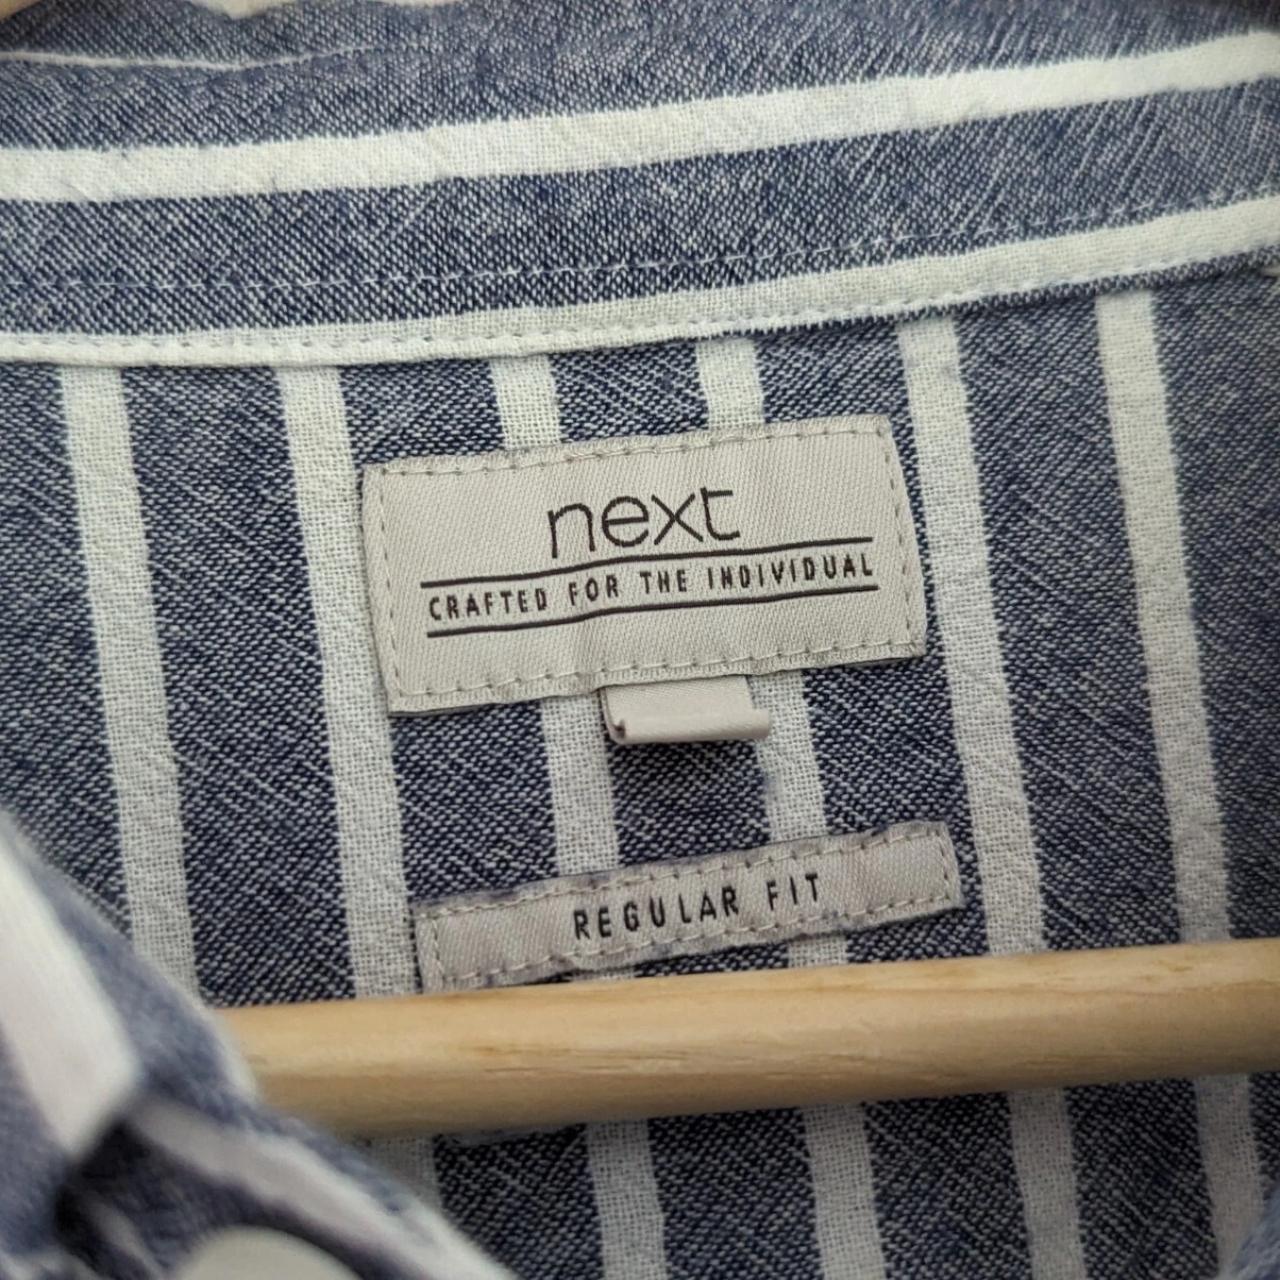 next
CRAFTED FOR THE INDIVIDUAL
REGULAR FIT